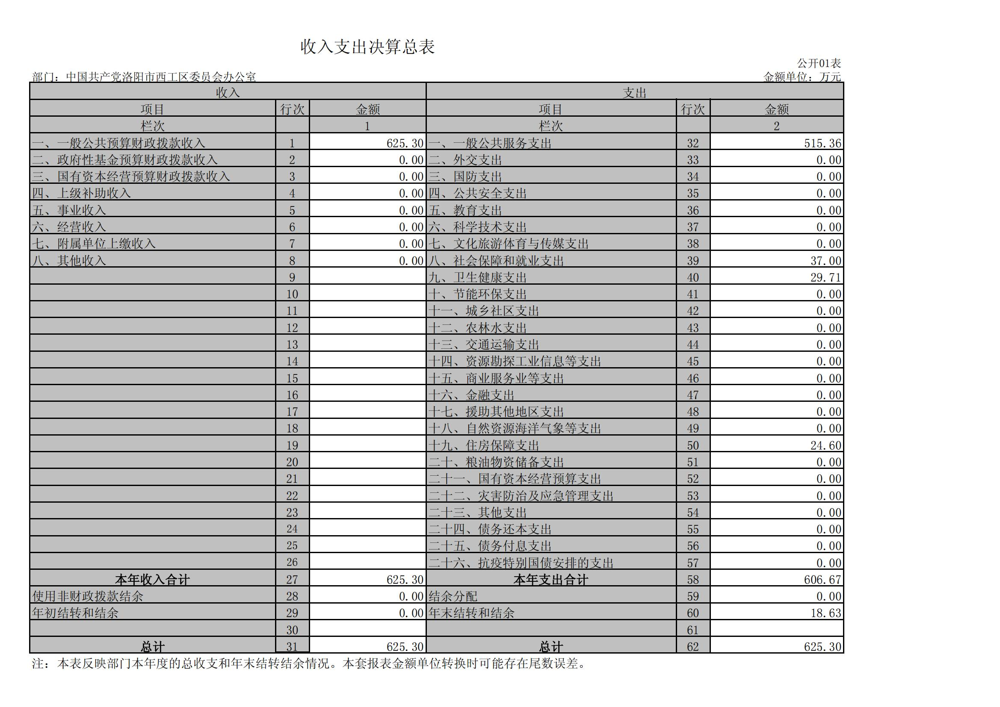 收入支出决算总表
公开01表
部门：中国共产党洛阳市西工区委员会办公室 金额单位：万元
收入 支出
项目 行次 金额 项目 行次 金额
栏次 1 栏次 2
一、一般公共预算财政拨款收入 1 625.30 一、一般公共服务支出 32 515.36
二、政府性基金预算财政拨款收入 2 0.00 二、外交支出 33 0.00
三、国有资本经营预算财政拨款收入 3 0.00 三、国防支出 34 0.00
四、上级补助收入 4 0.00 四、公共安全支出 35 0.00
五、事业收入 5 0.00 五、教育支出 36 0.00
六、经营收入 6 0.00 六、科学技术支出 37 0.00
七、附属单位上缴收入 7 0.00 七、文化旅游体育与传媒支出 38 0.00
八、其他收入 8 0.00 八、社会保障和就业支出 39 37.00
9 九、卫生健康支出 40 29.71
10 十、节能环保支出 41 0.00
11 十一、城乡社区支出 42 0.00
12 十二、农林水支出 43 0.00
13 十三、交通运输支出 44 0.00
14 十四、资源勘探工业信息等支出 45 0.00
15 十五、商业服务业等支出 46 0.00
16 十六、金融支出 47 0.00
17 十七、援助其他地区支出 48 0.00
18 十八、自然资源海洋气象等支出 49 0.00
19 十九、住房保障支出 50 24.60
20 二十、粮油物资储备支出 51 0.00
21 二十一、国有资本经营预算支出 52 0.00
22 二十二、灾害防治及应急管理支出 53 0.00
23 二十三、其他支出 54 0.00
24 二十四、债务还本支出 55 0.00
25 二十五、债务付息支出 56 0.00
26 二十六、抗疫特别国债安排的支出 57 0.00
本年收入合计 27 625.30 本年支出合计 58 606.67
使用非财政拨款结余 28 0.00 结余分配 59 0.00
年初结转和结余 29 0.00 年末结转和结余 60 18.63
30 61
总计 31 625.30 总计 62 625.30
注：本表反映部门本年度的总收支和年末结转结余情况。本套报表金额单位转换时可能存在尾数误差。